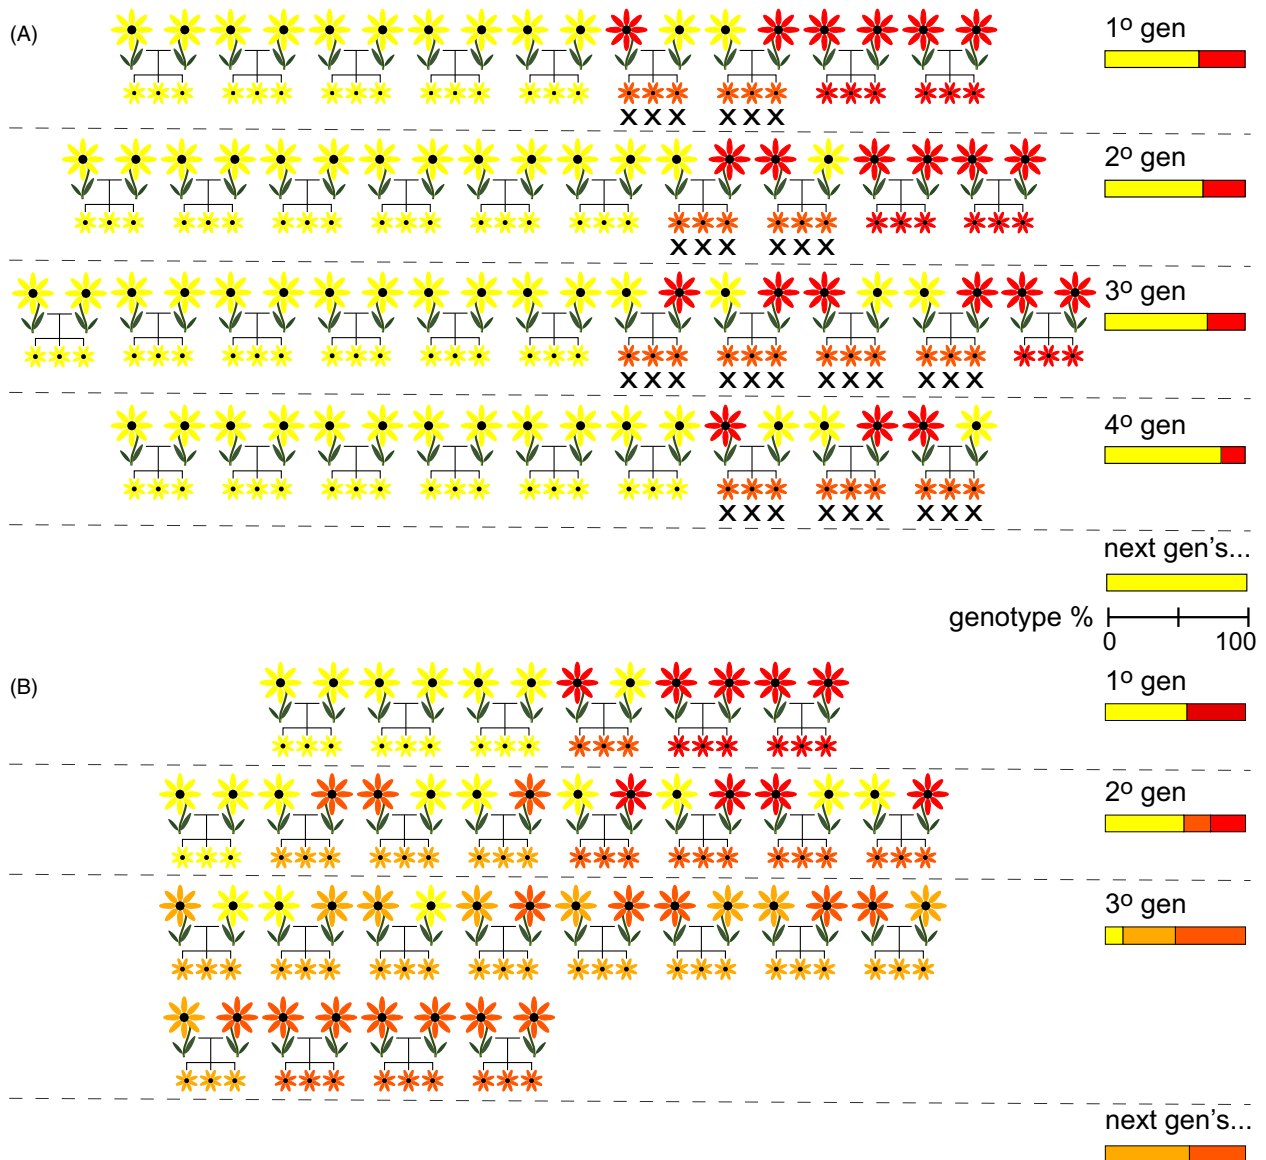 (A)
1º gen
X X X X X X
2º gen
X X X X X X
3º gen
X X X X X X X X X X X X
4º gen
X X X X X X X X X
next gen's...
genotype %
0 100
(B)
1º gen
2º gen
3º gen
next gen's...